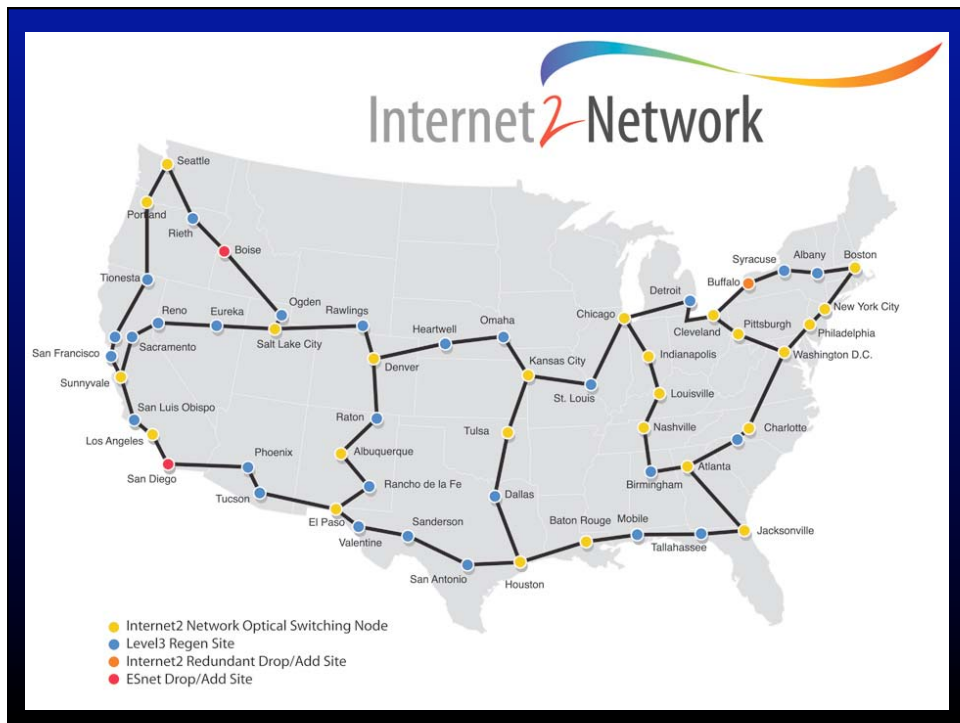 Internet2 Network
Seattle
Portland
Rieth
Boise
Tionesta
Ogden
Reno
Eureka
Rawlings
Salt Lake City
Sacramento
San Francisco
Sunnyvale
San Luis Obispo
Los Angeles
San Diego
Phoenix
Tucson
Heartwell
Omaha
Denver
Kansas City
Raton
Albuquerque
Rancho de la Fe
El Paso
Valentine
Sanderson
San Antonio
Houston
Tulsa
Dallas
St. Louis
Chicago
Detroit
Indianapolis
Louisville
Nashville
Birmingham
Atlanta
Charlotte
Baton Rouge
Mobile
Tallahassee
Jacksonville
Cleveland
Buffalo
Syracuse
Albany
Boston
New York City
Philadelphia
Pittsburgh
Washington D.C.
Internet2 Network Optical Switching Node
Level3 Regen Site
Internet2 Redundant Drop/Add Site
ESnet Drop/Add Site